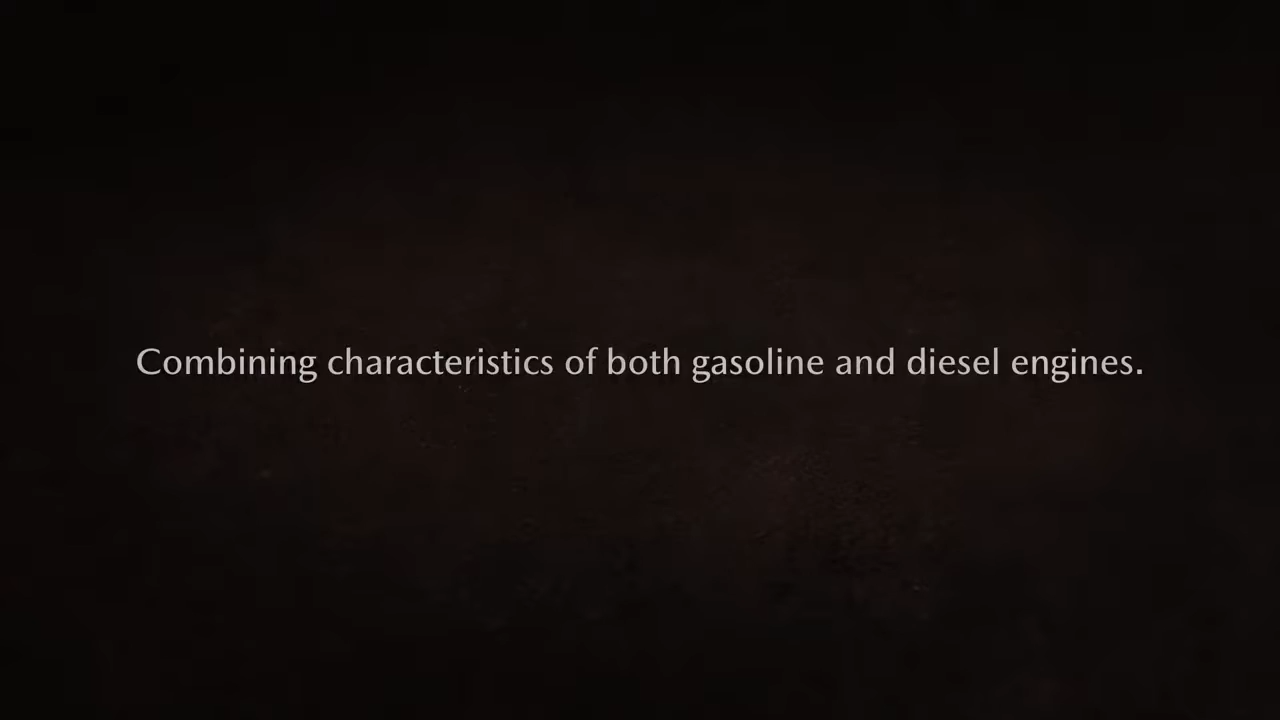 Combining characteristics of both gasoline and diesel engines.